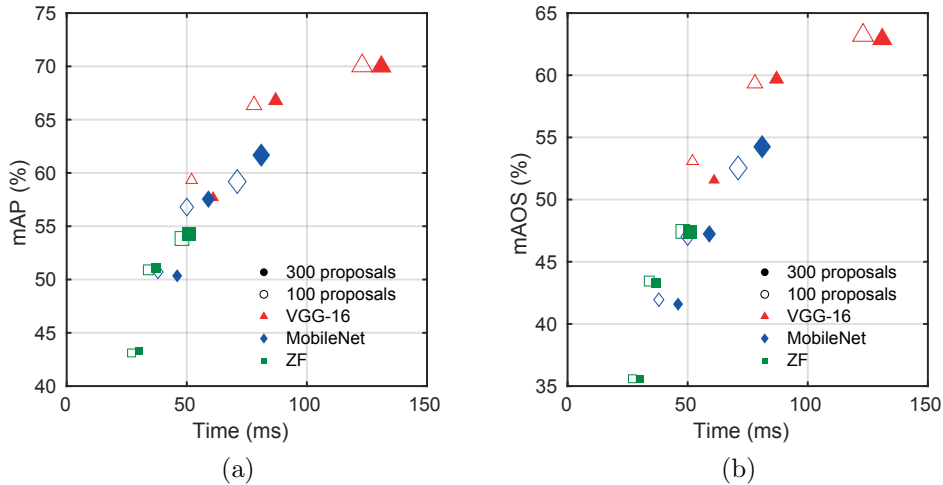 75
70
65
60
55
50
45
40
mAP (%)
300 proposals
100 proposals
VGG-16
MobileNet
ZF
0 50 100 150
Time (ms)
(a)
65
60
55
50
45
40
35
mAOS (%)
300 proposals
100 proposals
VGG-16
MobileNet
ZF
0 50 100 150
Time (ms)
(b)